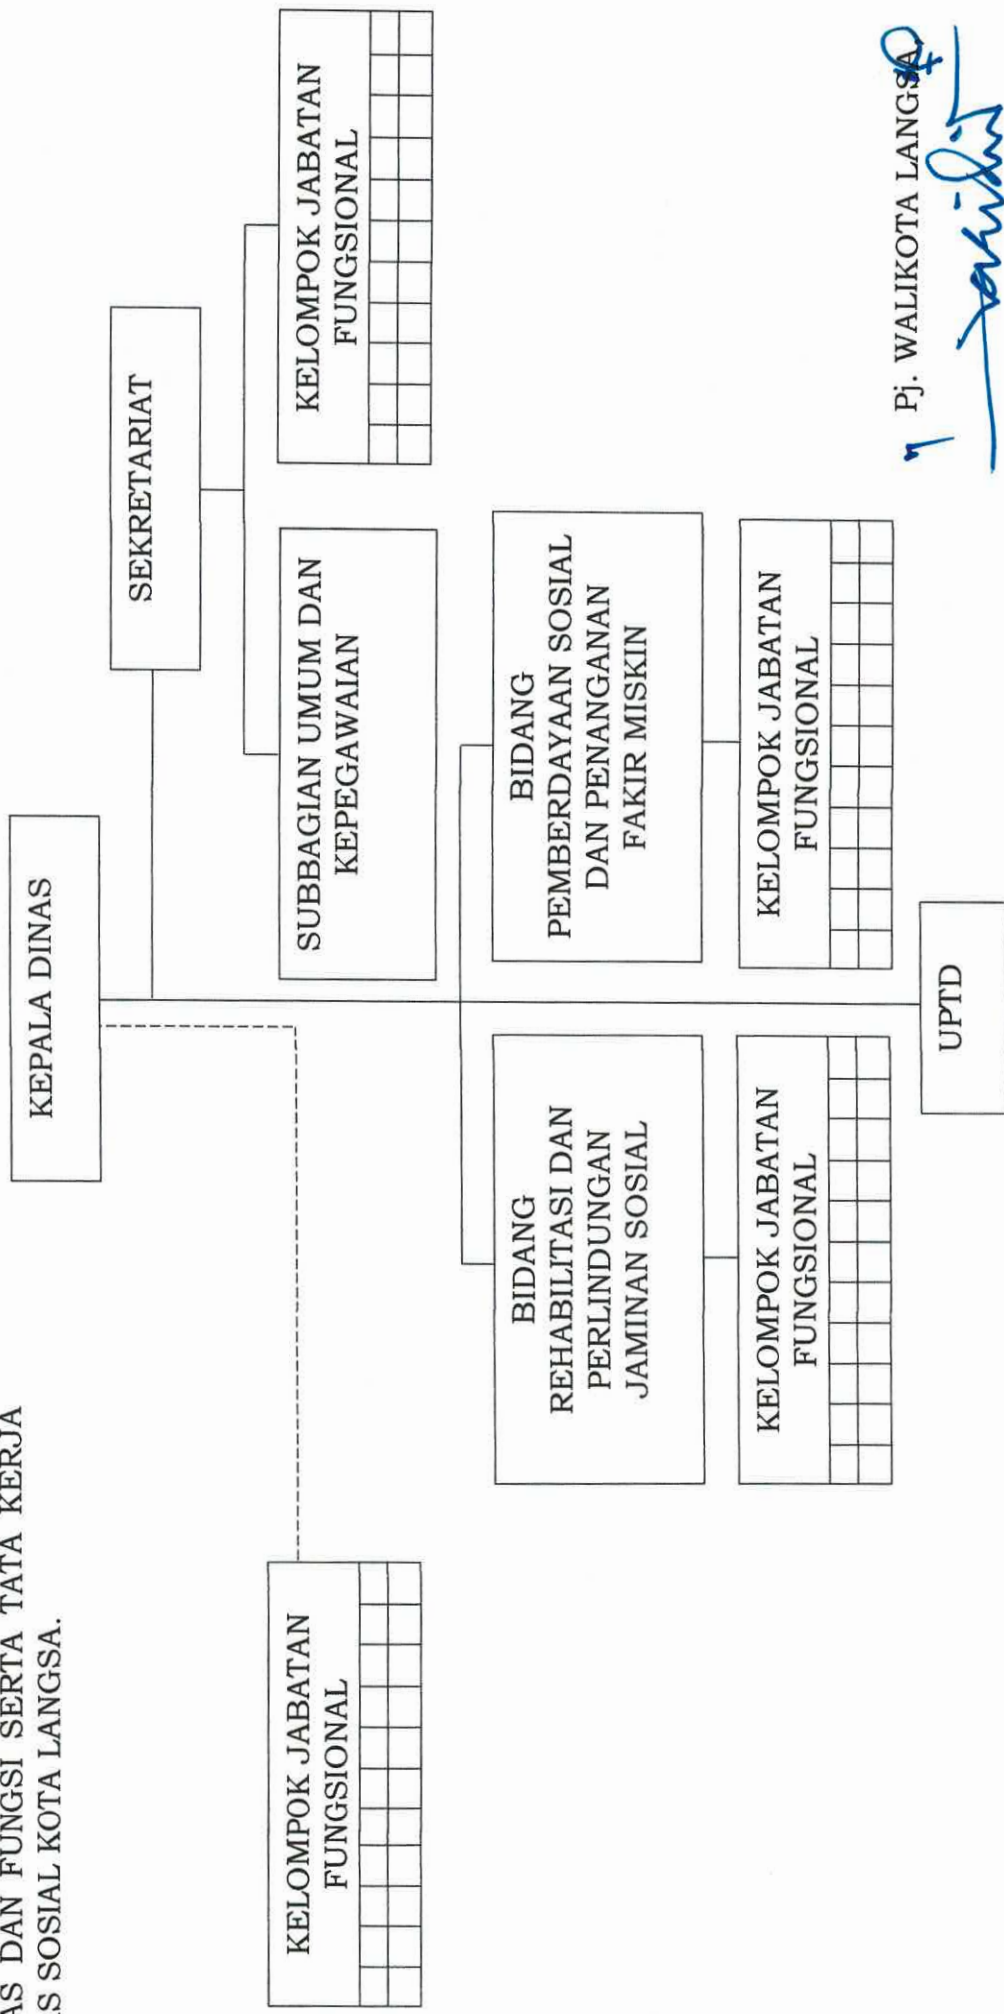 DAN FUNGSI SERTA TATA KERJA
SOSIAL KOTA LANGSA.
KEPALA DINAS
SEKRETARIAT
KELOMPOK JABATAN
FUNGSIONAL
SUBBAGIAN UMUM DAN
KEPEGAWAIAN
KELOMPOK JABATAN
FUNGSIONAL
BIDANG
REHABILITASI DAN
PERLINDUNGAN
JAMINAN SOSIAL
BIDANG
PEMBERDAYAAN SOSIAL
DAN PENANGANAN
FAKIR MISKIN
KELOMPOK JABATAN
FUNGSIONAL
KELOMPOK JABATAN
FUNGSIONAL
UPTD
Pj. WALIKOTA LANGSA,